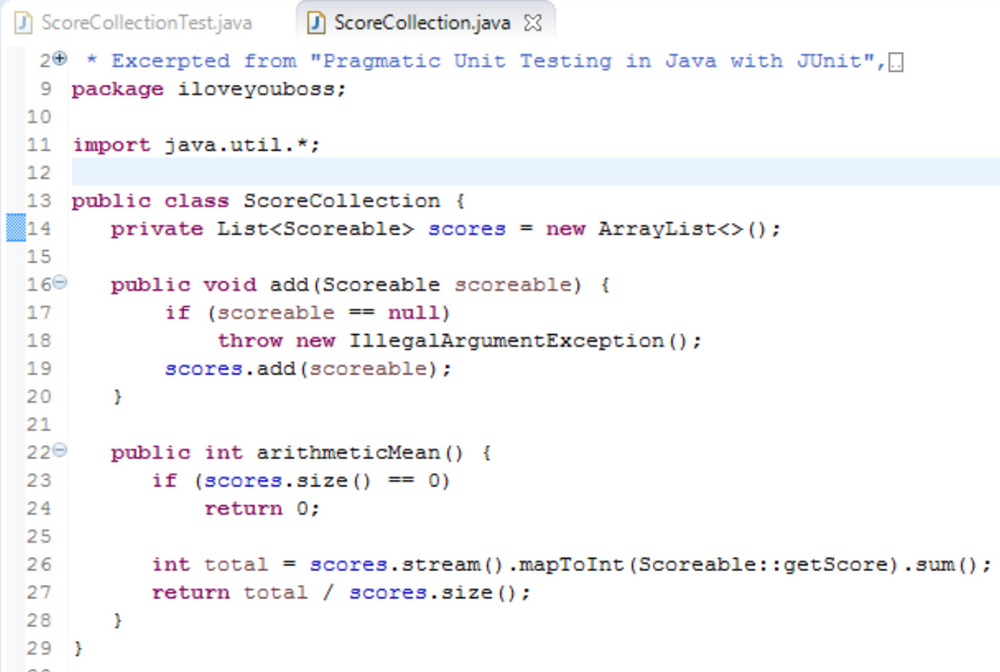 ScoreCollectionTest.java ScoreCollection.java
2 * Excerpted from "Pragmatic Unit Testing in Java with JUnit",
9 package iloveyouboss;
10
11 import java.util.*;
12
13 public class ScoreCollection {
14 private List<Scoreable> scores = new ArrayList<>();
15
16 public void add(Scoreable scoreable) {
17 if (scoreable == null)
18 throw new IllegalArgumentException();
19 scores.add(scoreable);
20 }
21
22 public int arithmeticMean() {
23 if (scores.size() == 0)
24 return 0;
25
26 int total = scores.stream().mapToInt(Scoreable::getScore).sum();
27 return total / scores.size();
28 }
29 }